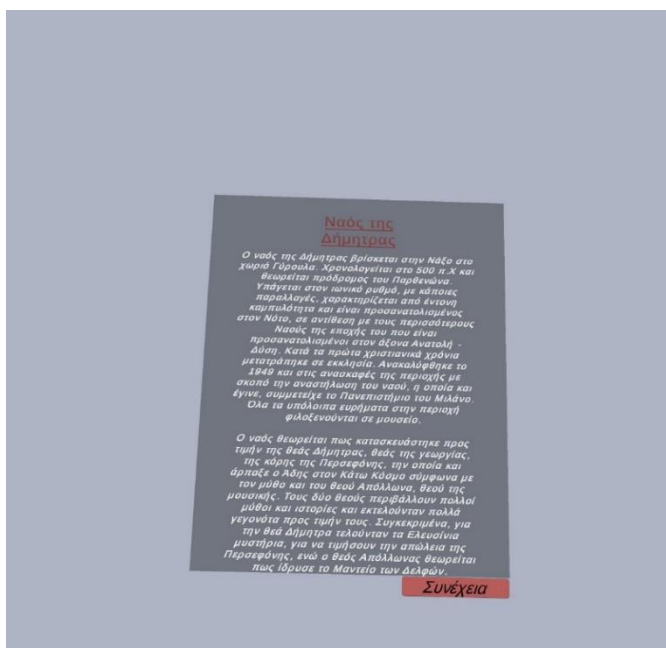 Ναός της
Δήμητρας
Ο ναός της Δήμητρας βρίσκεται στην Νάξο στο
χωριό Γύρουλα. Χρονολογείται στο 500 π.Χ και
θεωρείται πρόδρομος του Παρθενώνα.
Υπάγεται στον ιωνικό ρυθμό, με κάποιες
παραλλαγές, χαρακτηρίζεται από έντονη
καμπυλότητα και είναι προσανατολισμένος
στον Νότο, σε αντίθεση με τους περισσότερους
Ναούς της εποχής του που είναι
προσανατολισμένοι στον άξονα Ανατολή -
Δύση. Κατά τα πρώτα χριστιανικά χρόνια
μετατράπηκε σε εκκλησία. Ανακαλύφθηκε το
1949 και στις ανασκαφές της περιοχής με
σκοπό την αναστήλωση του ναού, η οποία και
έγινε, συμμετείχε το Πανεπιστήμιο του Μιλάνο.
Όλα τα υπόλοιπα ευρήματα στην περιοχή
φιλοξενούνται σε μουσείο.
Ο ναός θεωρείται πως κατασκευάστηκε προς
τιμήν της θεάς Δήμητρας, θεάς της γεωργίας,
της κόρης της Περσεφόνης, την οποία και
άρπαξε ο Άδης στον Κάτω Κόσμο σύμφωνα με
τον μύθο και του θεού Απόλλωνα, θεού της
μουσικής. Τους δύο θεούς περιβάλλουν πολλοί
μύθοι και ιστορίες και εκτελούνταν πολλά
γεγονότα προς τιμήν τους. Συγκεκριμένα, για
την θεά Δήμητρα τελούνταν τα Ελευσίνια
μυστήρια, για να τιμήσουν την απώλεια της
Περσεφόνης, ενώ ο θεός Απόλλωνας θεωρείται
πως ίδρυσε το Μαντείο των Δελφών.
Συνέχεια